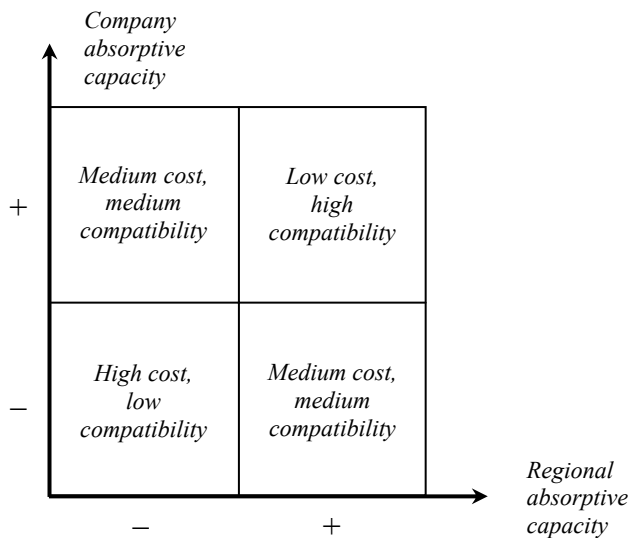 Company
absorptive
capacity
+
Medium cost,
medium
compatibility
Low cost,
high
compatibility
–
High cost,
low
compatibility
Medium cost,
medium
compatibility
– +
Regional
absorptive
capacity